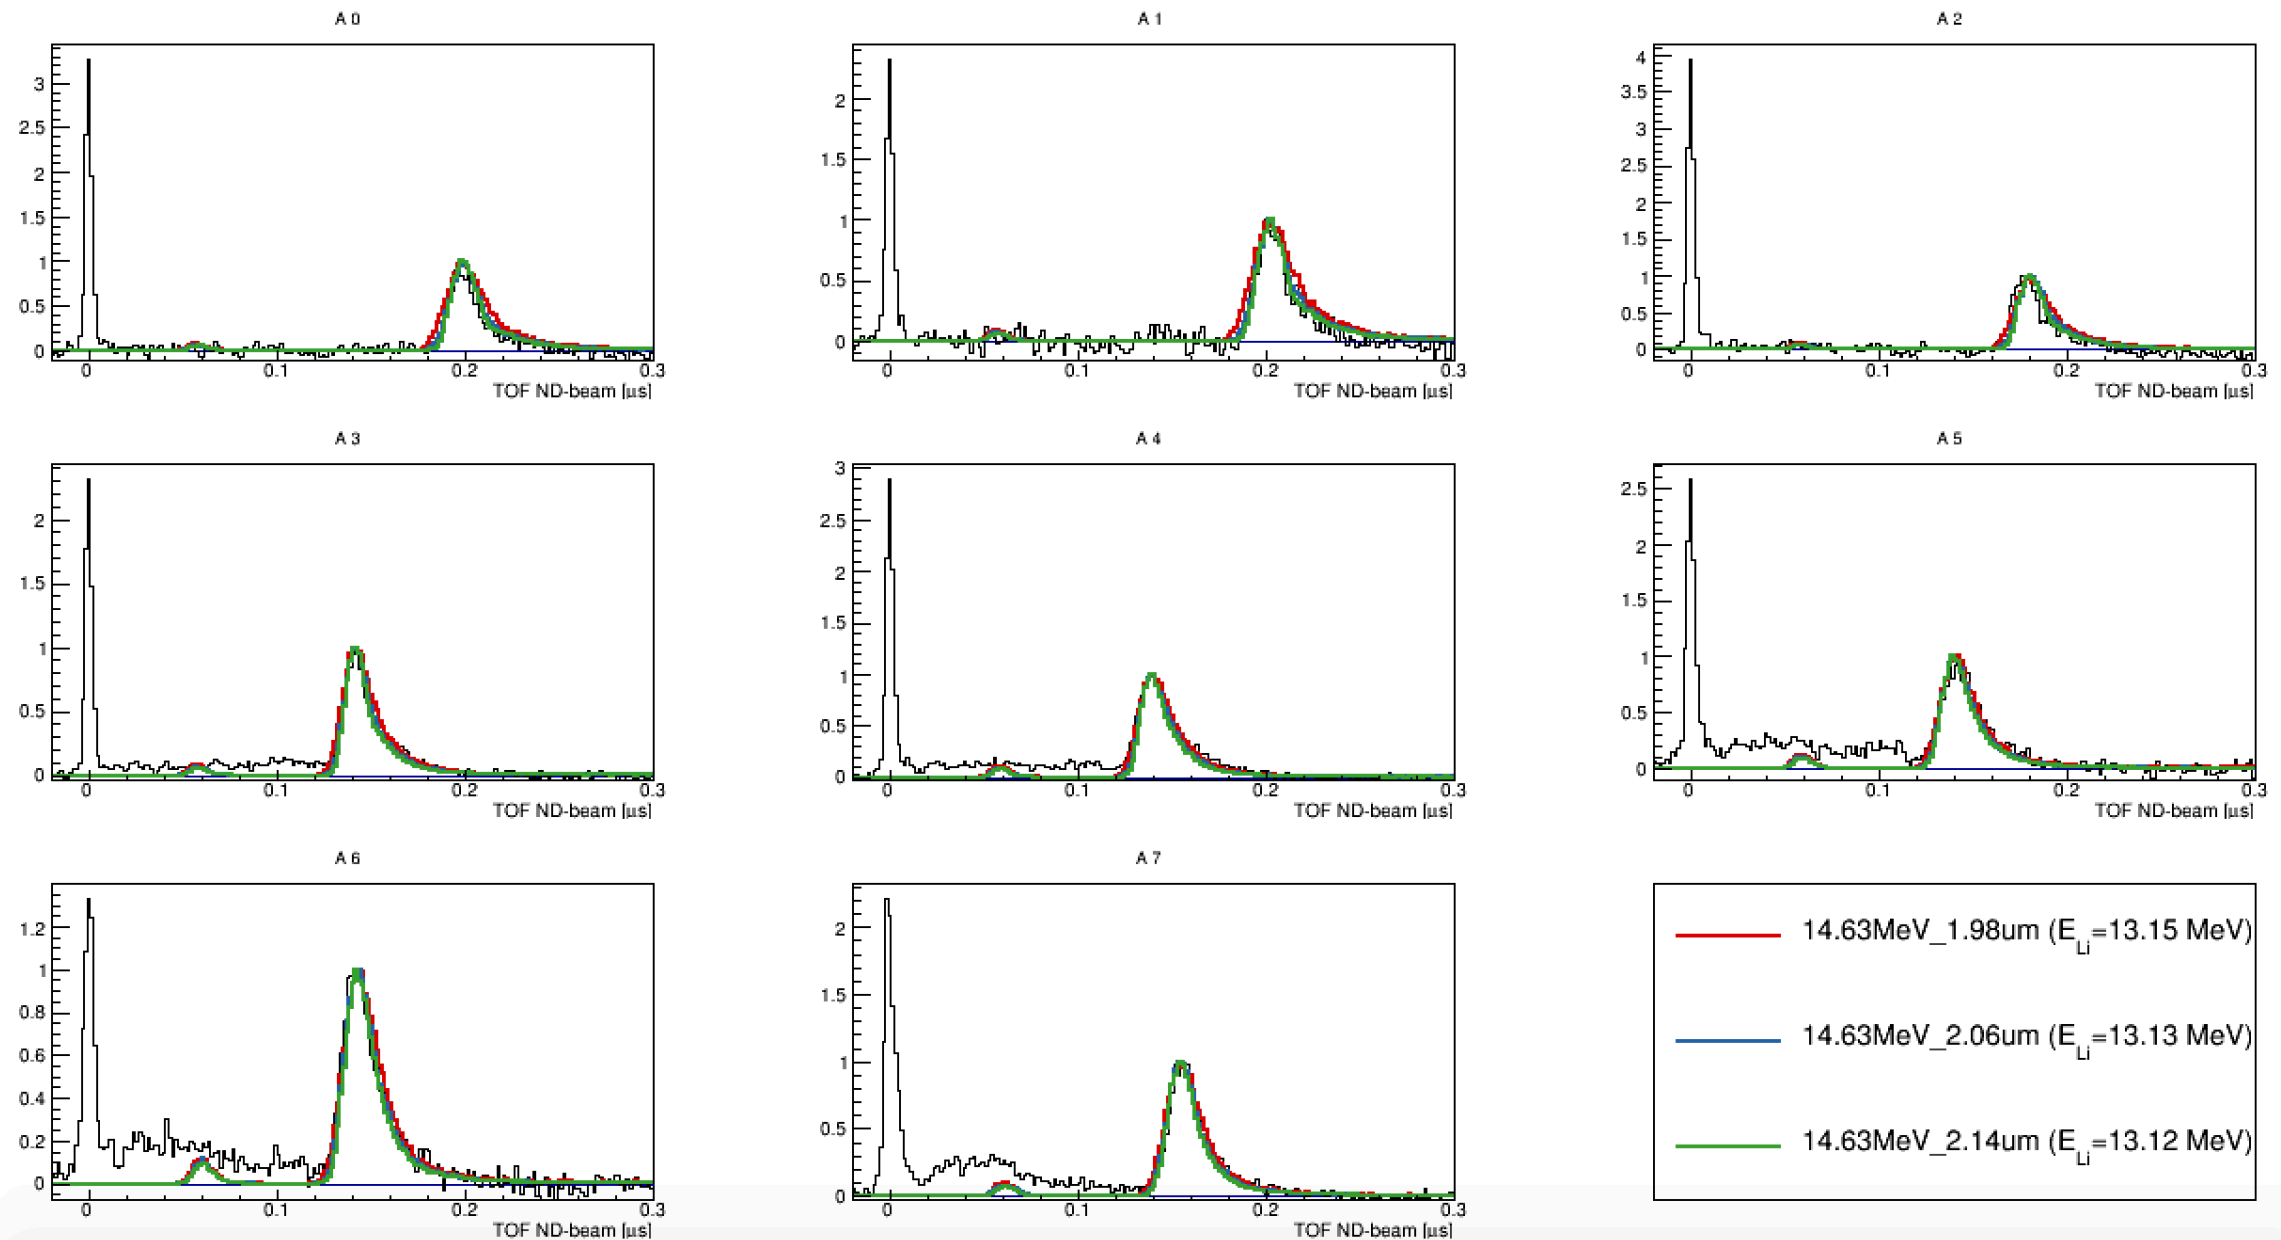 A 0
3
2.5
2
1.5
1
0.5
0
0 0.1 0.2 0.3
TOF ND-beam [μs]
A 1
2
1.5
1
0.5
0
0 0.1 0.2 0.3
TOF ND-beam [μs]
A 2
4
3.5
3
2.5
2
1.5
1
0.5
0
0 0.1 0.2 0.3
TOF ND-beam [μs]
A 3
2
1.5
1
0.5
0
0 0.1 0.2 0.3
TOF ND-beam [μs]
A 4
3
2.5
2
1.5
1
0.5
0
0 0.1 0.2 0.3
TOF ND-beam [μs]
A 5
2.5
2
1.5
1
0.5
0
0 0.1 0.2 0.3
TOF ND-beam [μs]
A 6
1.2
1
0.8
0.6
0.4
0.2
0
0 0.1 0.2 0.3
TOF ND-beam [μs]
A 7
2
1.5
1
0.5
0
0 0.1 0.2 0.3
TOF ND-beam [μs]
14.63MeV_1.98um (E_Li=13.15 MeV)
14.63MeV_2.06um (E_Li=13.13 MeV)
14.63MeV_2.14um (E_Li=13.12 MeV)